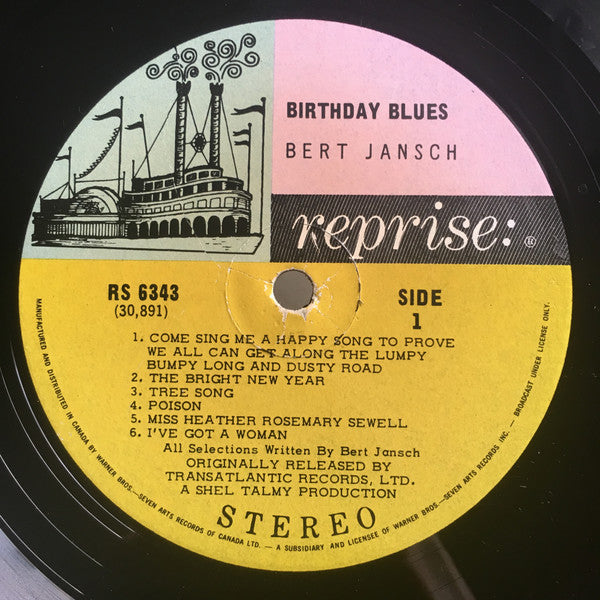 BIRTHDAY BLUES
BERT JANSCH
reprise: ®
RS 6343
(30,891)
SIDE
1
1. COME SING ME A HAPPY SONG TO PROVE
WE ALL CAN GET ALONG THE LUMPY
BUMPY LONG AND DUSTY ROAD
2. THE BRIGHT NEW YEAR
3. TREE SONG
4. POISON
5. MISS HEATHER ROSEMARY SEWELL
6. I'VE GOT A WOMAN
All Selections Written By Bert Jansch
ORIGINALLY RELEASED BY
TRANSATLANTIC RECORDS, LTD.
A SHEL TALMY PRODUCTION
STEREO
MANUFACTURED AND DISTRIBUTED IN CANADA BY WARNER BROS.—SEVEN ARTS RECORDS OF CANADA LTD. — A SUBSIDIARY AND LICENSEE OF WARNER BROS.—SEVEN ARTS RECORDS INC. — BROADCAST UNDER LICENSE ONLY.